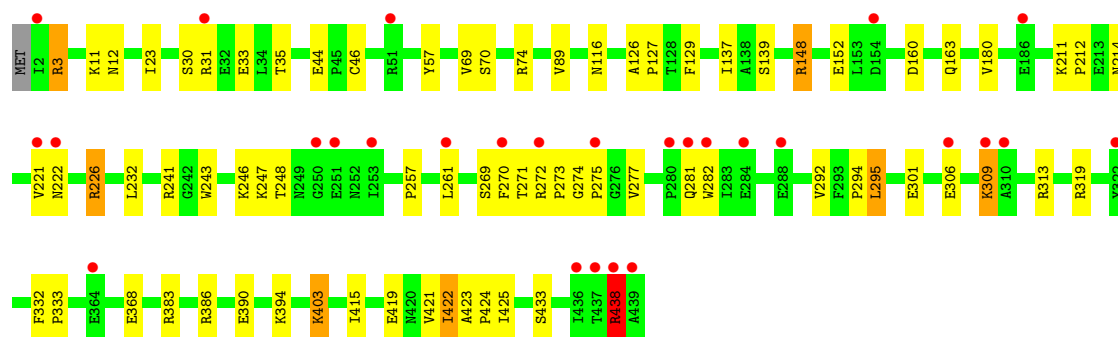 MET I2 R3 K11 N12 I23 S30 R31 E32 E33 L34 T35 E44 P45 C46 R51 Y57 V69 S70 R74 V89 N116 A126 P127 T128 F129 I137 A138 S139 R148 E152 L153 D154 D160 Q163 V180 E186 K211 P212 E213 N214
V221 N222 R226 L232 R241 G242 W243 K246 K247 T248 N249 G250 E251 N252 I253 P257 L261 S269 F270 T271 R272 P273 G274 P275 G276 V277 P280 Q281 W282 I283 E284 E288 V292 F293 P294 L295 E301 E306 K309 A310 R313 R319
F332 P333 E364 E368 R383 R386 E390 K394 K403 I415 E419 N420 V421 I422 A423 P424 I425 S433 I436 T437 R438 A439